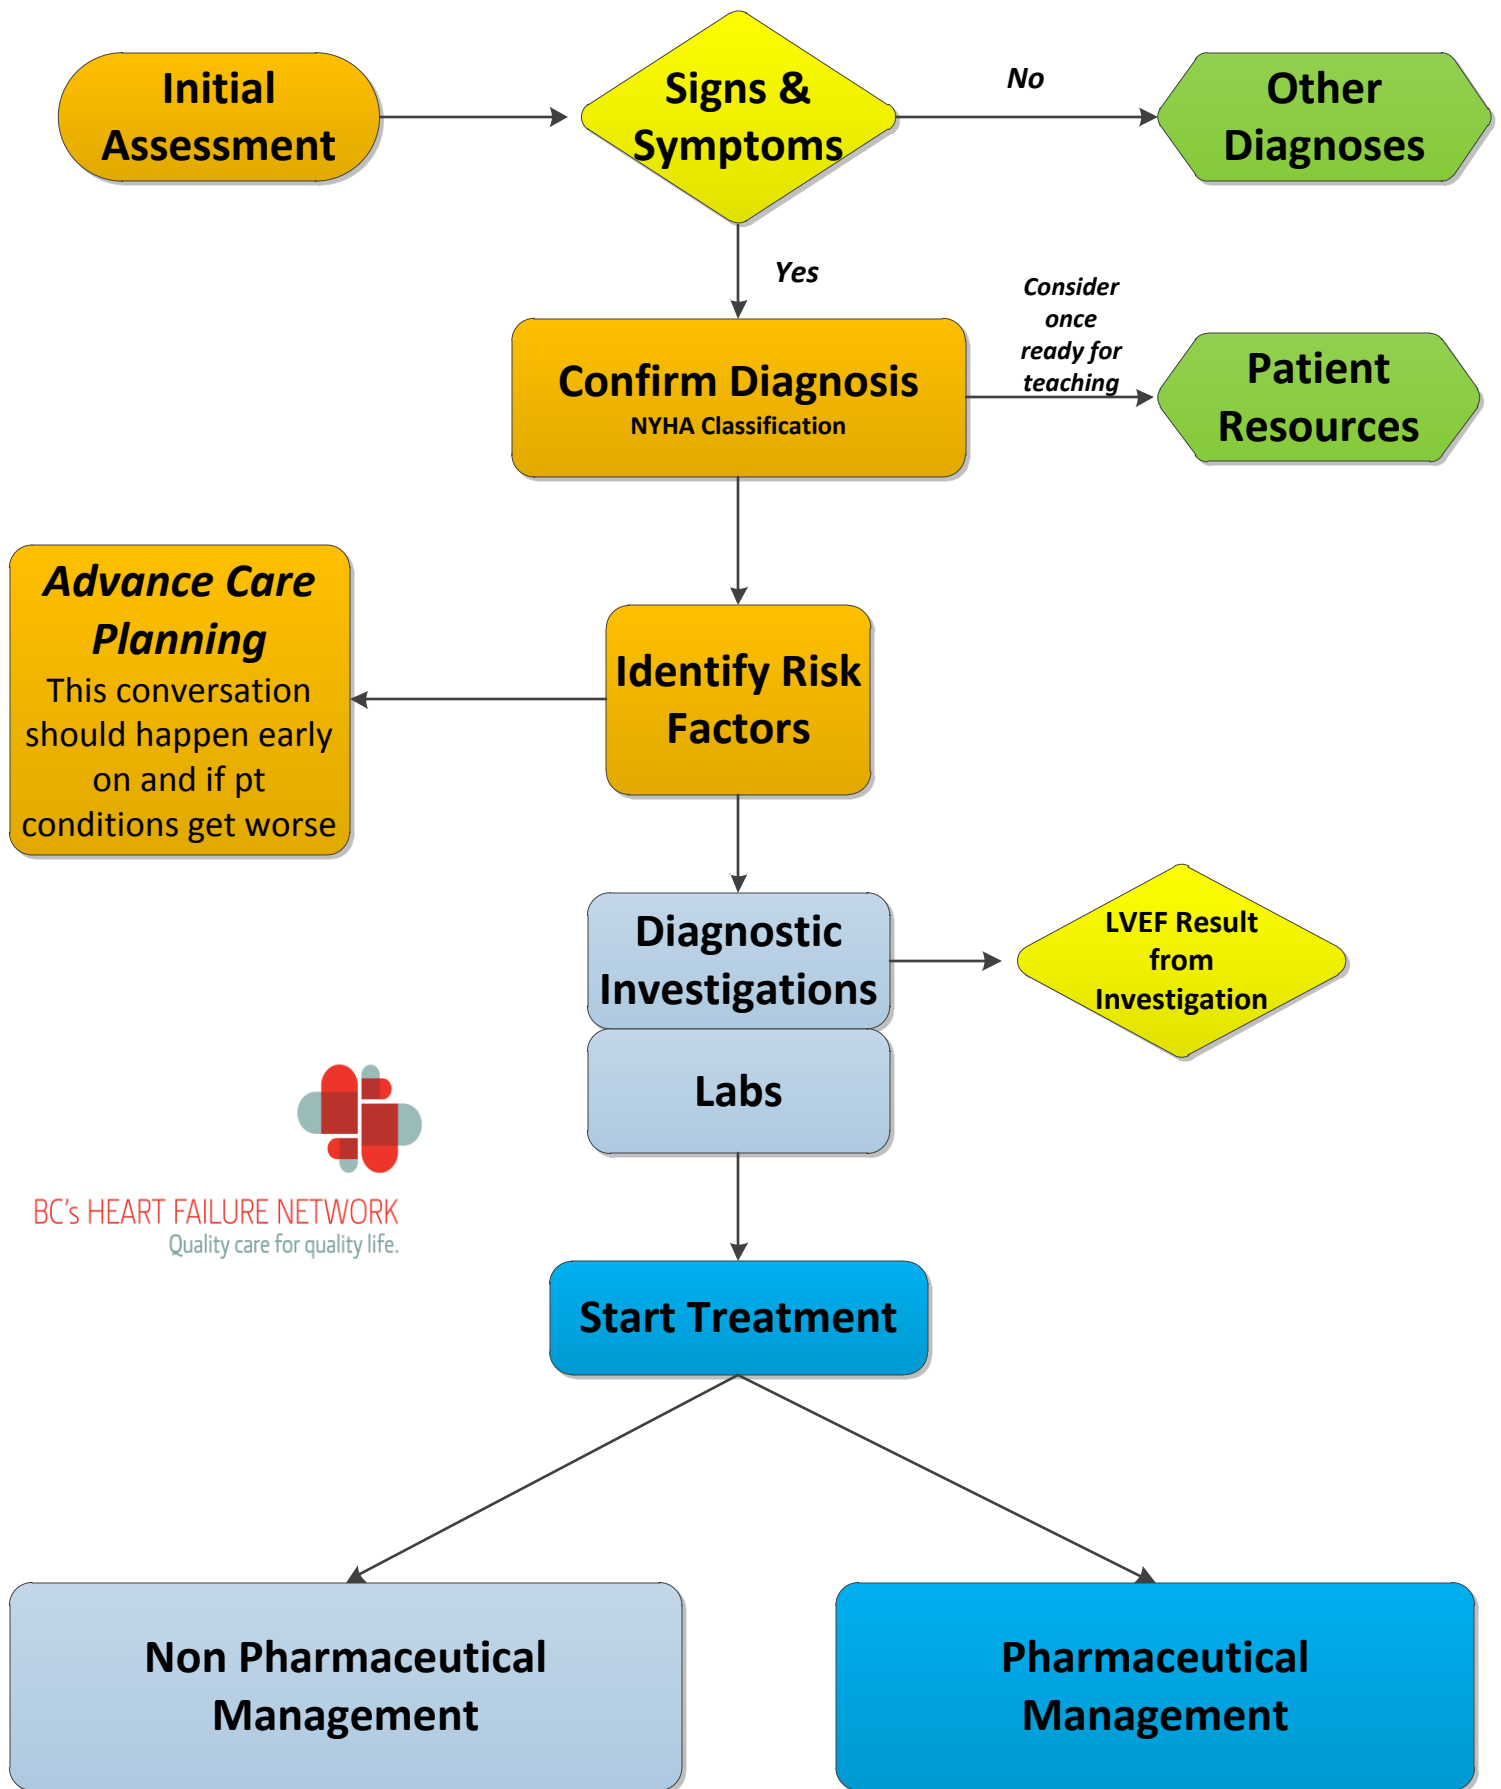 Initial
Assessment
Signs &
Symptoms
No
Other
Diagnoses
Yes
Consider
once
ready for
teaching
Confirm Diagnosis
NYHA Classification
Patient
Resources
Advance Care
Planning
This conversation
should happen early
on and if pt
conditions get worse
Identify Risk
Factors
Diagnostic
Investigations
LVEF Result
from
Investigation
Labs
BC's HEART FAILURE NETWORK
Quality care for quality life.
Start Treatment
Non Pharmaceutical
Management
Pharmaceutical
Management